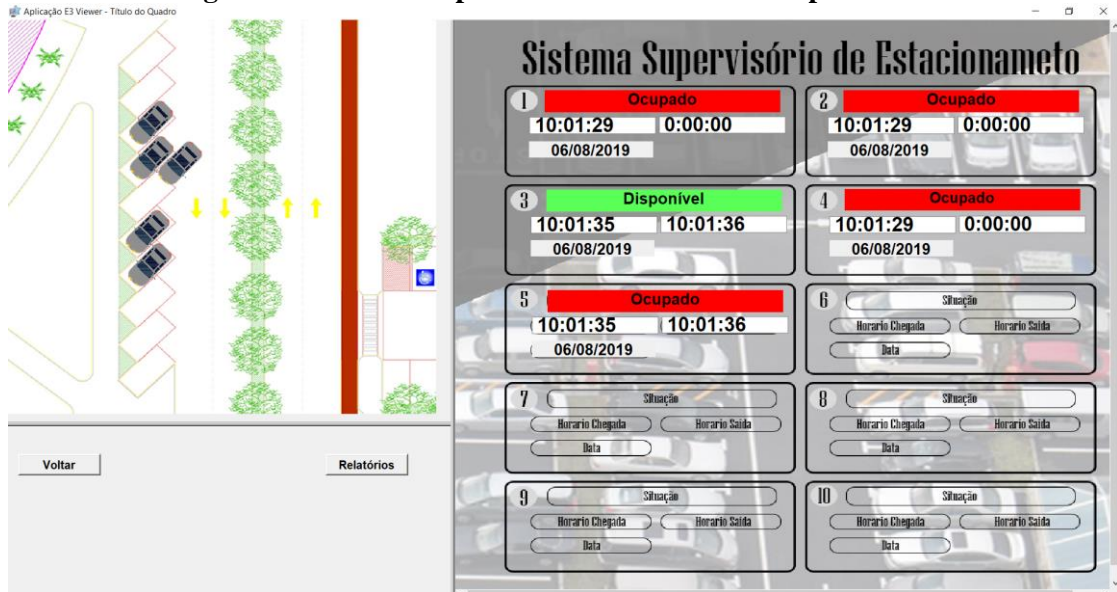 Aplicação E3 Viewer - Título do Quadro
Sistema Supervisório de Estacionameto
1 Ocupado
10:01:29 0:00:00
06/08/2019
2 Ocupado
10:01:29 0:00:00
06/08/2019
3 Disponível
10:01:35 10:01:36
06/08/2019
4 Ocupado
10:01:29 0:00:00
06/08/2019
5 Ocupado
10:01:35 10:01:36
06/08/2019
6 Situação
Horario Chegada Horario Saida
Data
7 Situação
Horario Chegada Horario Saida
Data
8 Situação
Horario Chegada Horario Saida
Data
9 Situação
Horario Chegada Horario Saida
Data
10 Situação
Horario Chegada Horario Saida
Data
Voltar Relatórios